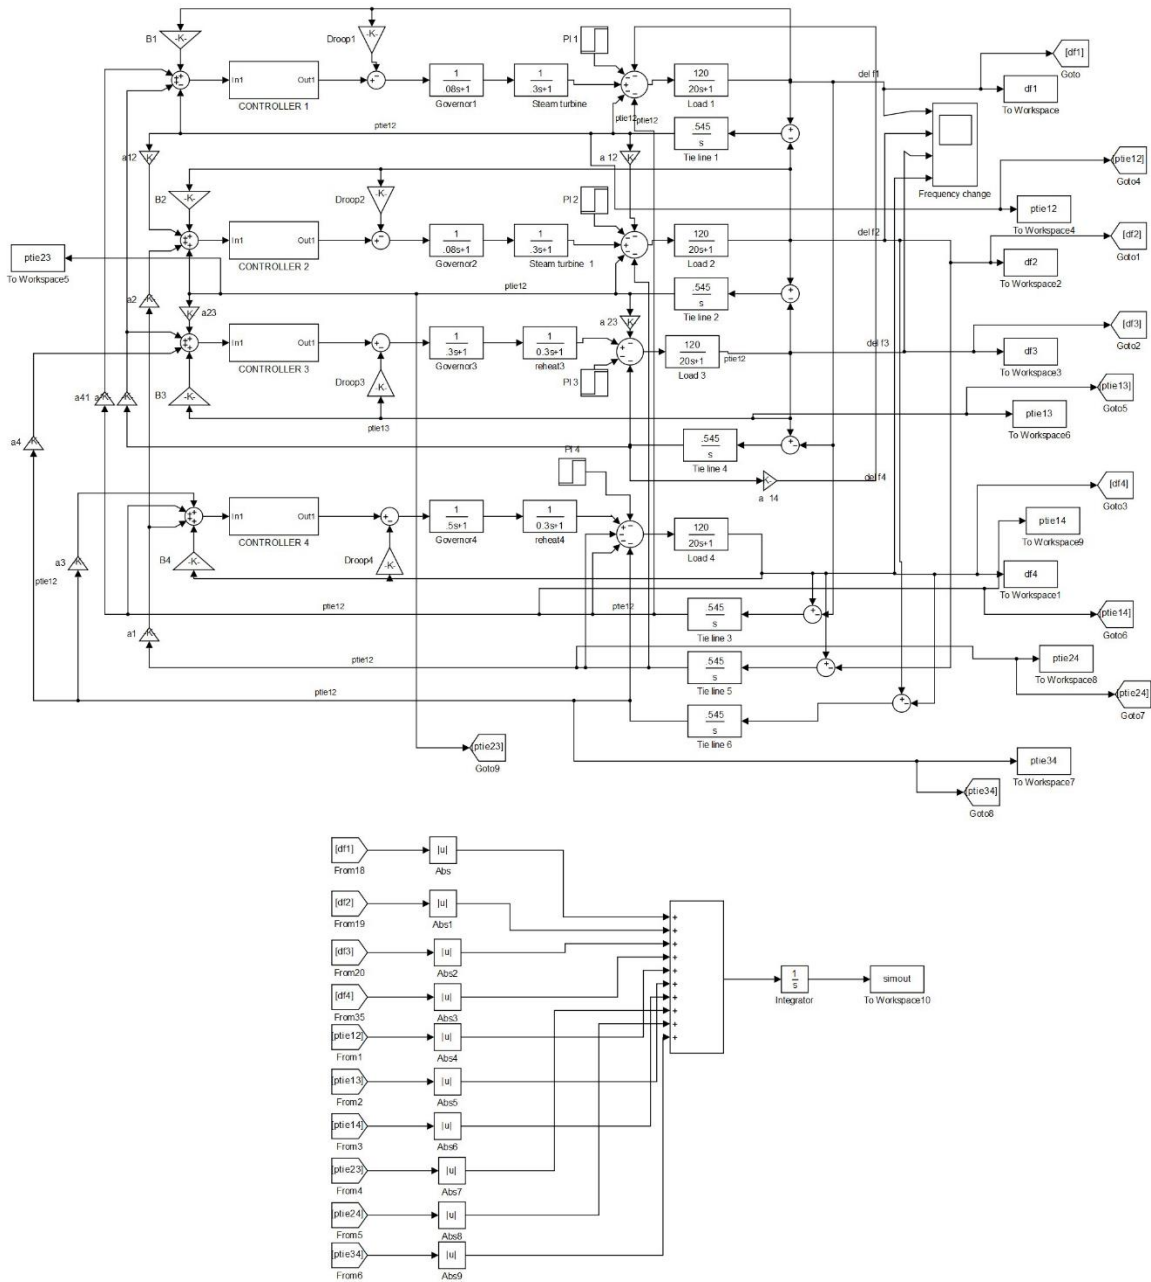 B1
-K-
Droop1
-K-
Pl 1
In1 Out1
CONTROLLER 1
1
08s+1
Governor1
1
3s+1
Steam turbine
120
20s+1
Load 1
del f1
[df1]
Goto
df1
To Workspace
Frequency change
ptie12
ptie12
ptie12
.545
s
Tie line 1
a12
-K-
a 12
-K-
[ptie12]
Goto4
ptie12
To Workspace4
B2
-K-
Droop2
-K-
Pl 2
In1 Out1
CONTROLLER 2
1
.08s+1
Governor2
1
.3s+1
Steam turbine 1
120
20s+1
Load 2
del f2
[df2]
Goto1
df2
To Workspace2
ptie23
To Workspace5
ptie12
.545
s
Tie line 2
a2
-K-
a23
-K-
a 23
-K-
In1 Out1
CONTROLLER 3
1
.3s+1
Governor3
1
0.3s+1
reheat3
Pl 3
120
20s+1
Load 3
ptie12
del f3
[df3]
Goto2
df3
To Workspace3
a41
-K-
-K-
B3
-K-
Droop3
-K-
ptie13
[ptie13]
Goto5
ptie13
To Workspace6
a4
-K-
.545
s
Tie line 4
a 14
-K-
del f4
Pl 4
[df4]
Goto3
In1 Out1
CONTROLLER 4
1
.5s+1
Governor4
1
0.3s+1
reheat4
120
20s+1
Load 4
ptie14
To Workspace9
a3
-K-
B4
-K-
Droop4
-K-
df4
To Workspace1
ptie12
ptie12
ptie12
.545
s
Tie line 3
[ptie14]
Goto6
a1
-K-
ptie12
.545
s
Tie line 5
ptie24
To Workspace8
ptie12
[ptie24]
Goto7
.545
s
Tie line 6
[ptie23]
Goto9
ptie34
To Workspace7
[ptie34]
Goto8
[df1]
From18
|u|
Abs
[df2]
From19
|u|
Abs1
[df3]
From20
|u|
Abs2
[df4]
From35
|u|
Abs3
[ptie12]
From1
|u|
Abs4
[ptie13]
From2
|u|
Abs5
[ptie14]
From3
|u|
Abs6
[ptie23]
From4
|u|
Abs7
[ptie24]
From5
|u|
Abs8
[ptie34]
From6
|u|
Abs9
1
s
Integrator
simout
To Workspace10